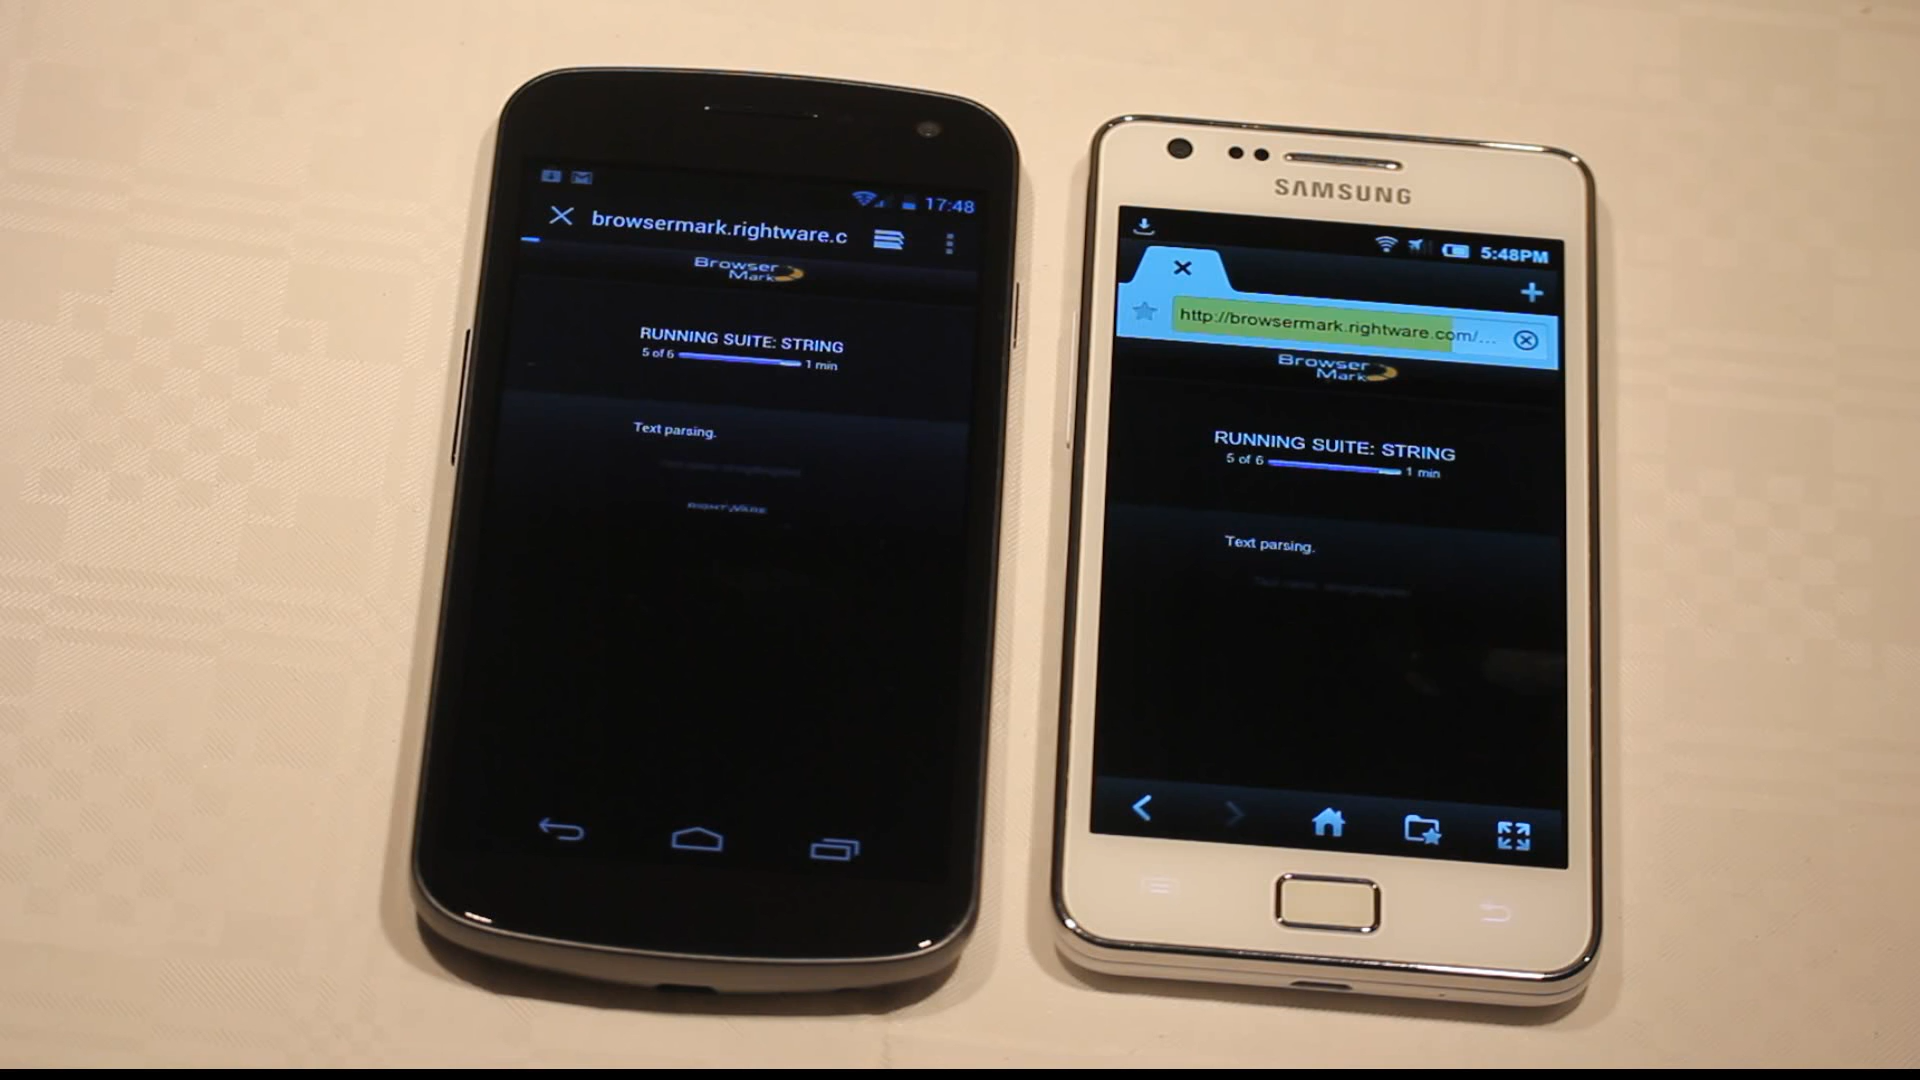 17:48
browsermark.rightware.c
Browser
Mark
RUNNING SUITE: STRING
5 of 6 1 min
Text parsing.
RIGHTWARE
SAMSUNG
5:48PM
http://browsermark.rightware.com/...
Browser
Mark
RUNNING SUITE: STRING
5 of 6 1 min
Text parsing.